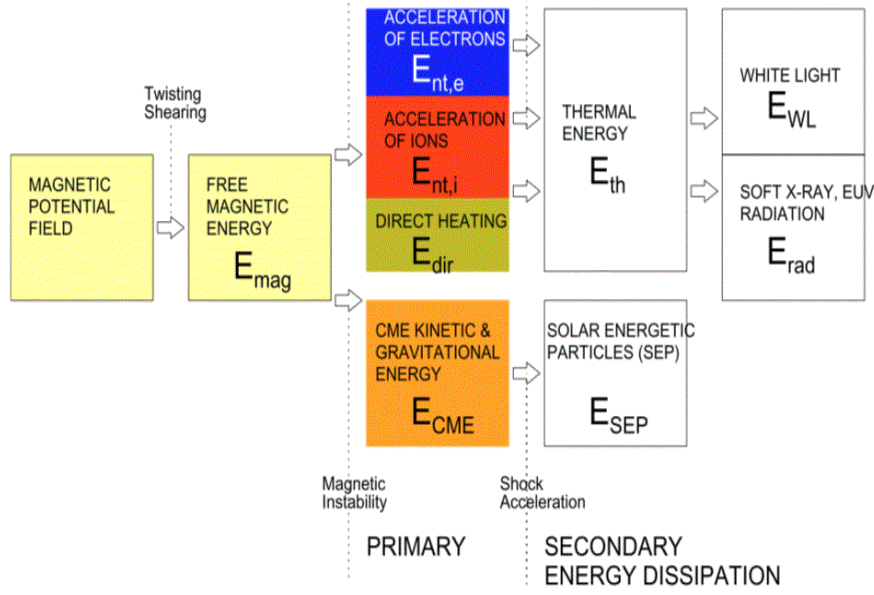 Twisting
Shearing
MAGNETIC
POTENTIAL
FIELD
FREE
MAGNETIC
ENERGY
Emag
ACCELERATION
OF ELECTRONS
Ent,e
ACCELERATION
OF IONS
Ent,i
DIRECT HEATING
Edir
CME KINETIC &
GRAVITATIONAL
ENERGY
ECME
THERMAL
ENERGY
Eth
SOLAR ENERGETIC
PARTICLES (SEP)
ESEP
WHITE LIGHT
EWL
SOFT X-RAY, EUV
RADIATION
Erad
Magnetic
Instability
Shock
Acceleration
PRIMARY
SECONDARY
ENERGY DISSIPATION